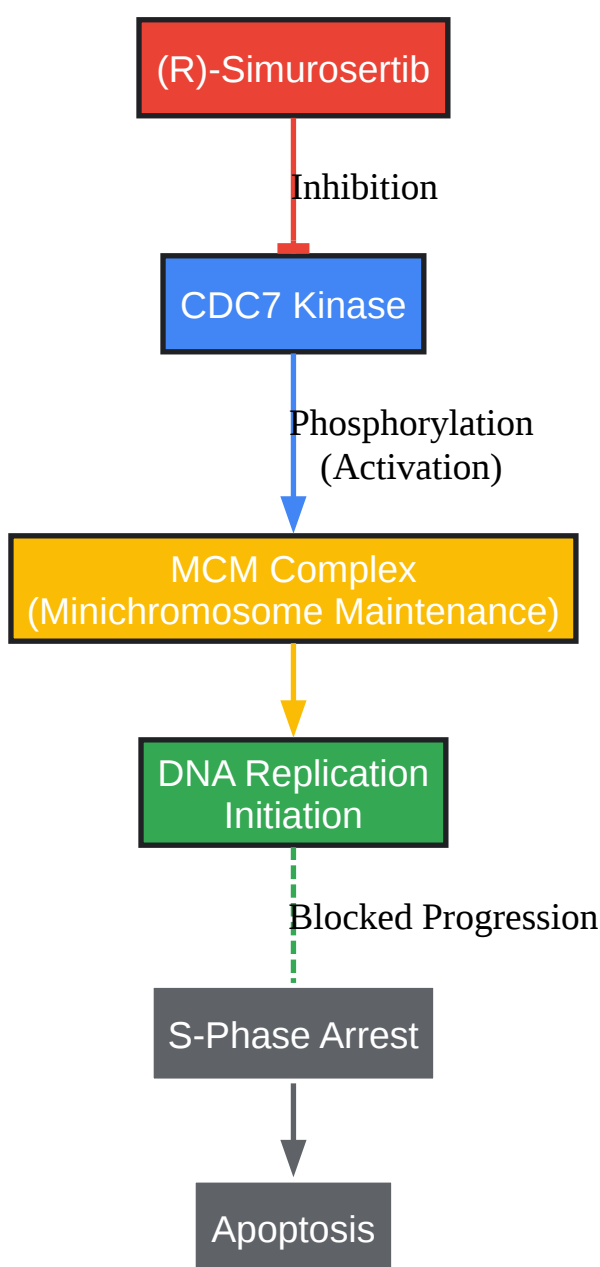 (R)-Simurosertib
Inhibition
CDC7 Kinase
Phosphorylation
(Activation)
MCM Complex
(Minichromosome Maintenance)
DNA Replication
Initiation
Blocked Progression
S-Phase Arrest
Apoptosis